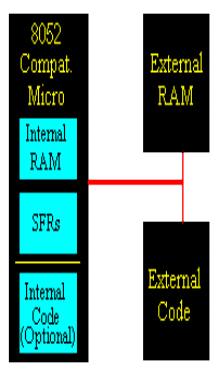 8052
Compat.
Micro
Internal
RAM
SFRs
Internal
Code
(Optional)
External
RAM
External
Code